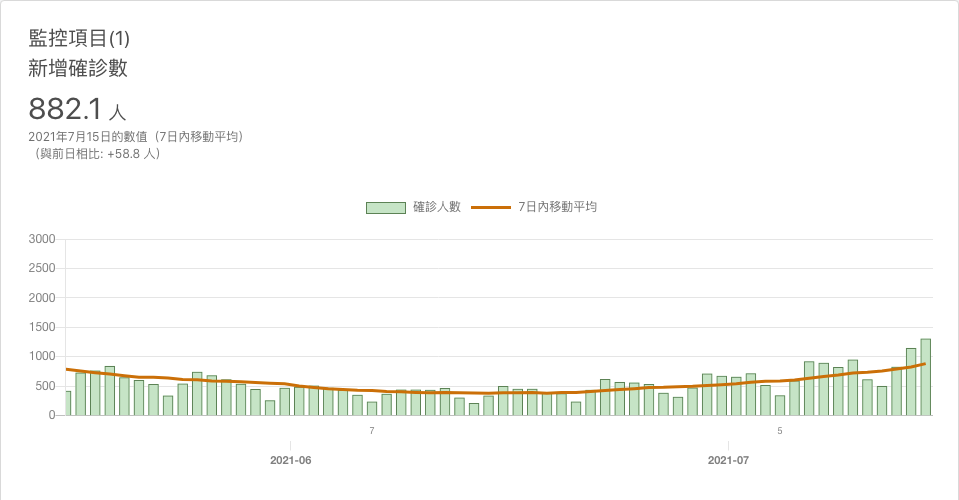 監控項目(1)
新增確診數
882.1 人
2021年7月15日的數值（7日內移動平均）
（與前日相比: +58.8 人）
確診人數 7日內移動平均
3000
2500
2000
1500
1000
500
0
7 5
2021-06 2021-07